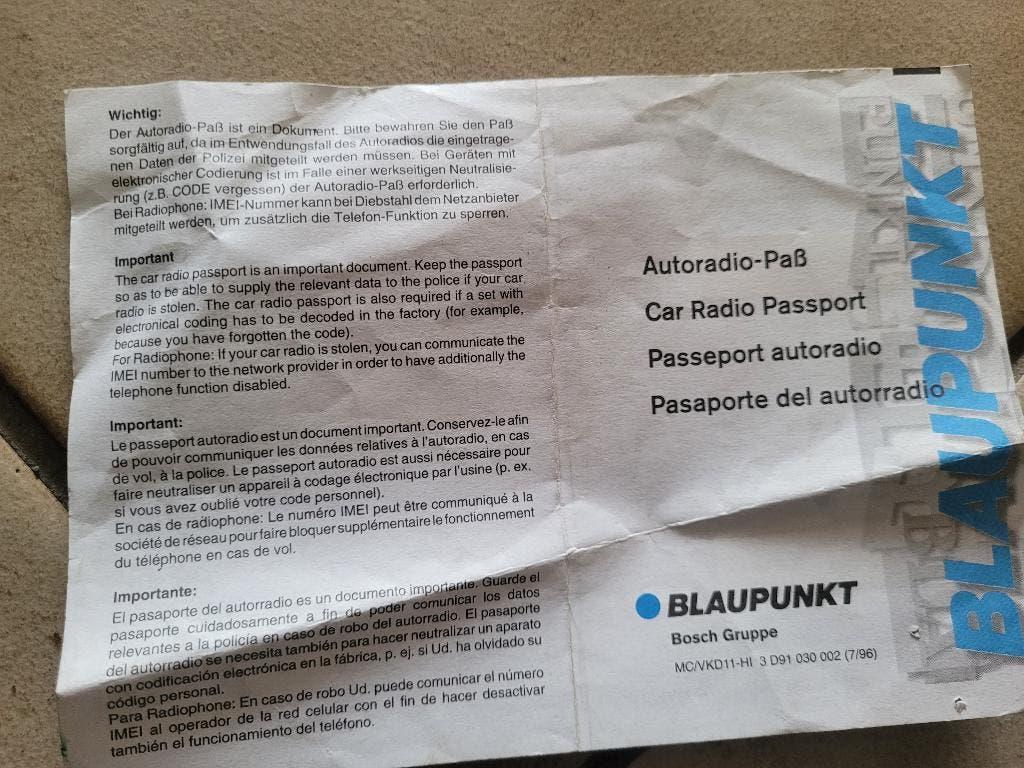 Wichtig:
Der Autoradio-Paß ist ein Dokument. Bitte bewahren Sie den Paß
sorgfältig auf, da im Entwendungsfall des Autoradios die eingetrage-
nen Daten der Polizei mitgeteilt werden müssen. Bei Geräten mit
elektronischer Codierung ist im Falle einer werkseitigen Neutralisie-
rung (z.B. CODE vergessen) der Autoradio-Paß erforderlich.
Bei Radiophone: IMEI-Nummer kann bei Diebstahl dem Netzanbieter
mitgeteilt werden, um zusätzlich die Telefon-Funktion zu sperren.
Important
The car radio passport is an important document. Keep the passport
so as to be able to supply the relevant data to the police if your car
radio is stolen. The car radio passport is also required if a set with
electronical coding has to be decoded in the factory (for example,
because you have forgotten the code).
For Radiophone: If your car radio is stolen, you can communicate the
IMEI number to the network provider in order to have additionally the
telephone function disabled.
Important:
Le passeport autoradio est un document important. Conservez-le afin
de pouvoir communiquer les données relatives à l'autoradio, en cas
de vol, à la police. Le passeport autoradio est aussi nécessaire pour
faire neutraliser un appareil à codage électronique par l'usine (p. ex.
si vous avez oublié votre code personnel).
En cas de radiophone: Le numéro IMEI peut être communiqué à la
société de réseau pour faire bloquer supplémentaire le fonctionnement
du téléphone en cas de vol.
Importante:
El pasaporte del autorradio es un documento importante. Guarde el
pasaporte cuidadosamente a fin de poder comunicar los datos
relevantes a la policía en caso de robo del autorradio. El pasaporte
del autorradio se necesita también para hacer neutralizar un aparato
con codificación electrónica en la fábrica, p. ej. si Ud. ha olvidado su
código personal.
Para Radiophone: En caso de robo Ud. puede comunicar el número
IMEI al operador de la red celular con el fin de hacer desactivar
también el funcionamiento del teléfono.
Autoradio-Paß
Car Radio Passport
Passeport autoradio
Pasaporte del autorradio
BLAUPUNKT
Bosch Gruppe
MC/VKD11-HI 3 D91 030 002 (7/96)
BLAUPUNKT